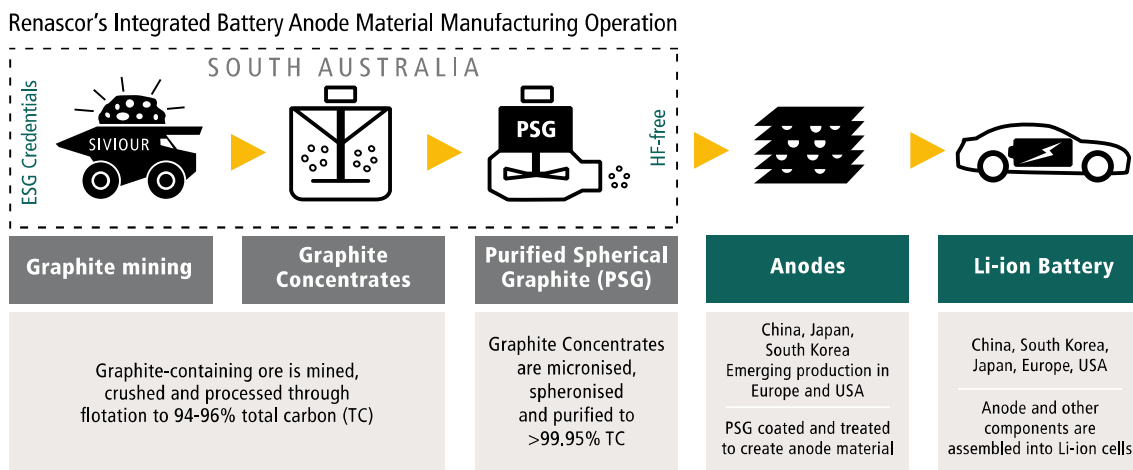 Renascor's Integrated Battery Anode Material Manufacturing Operation
SOUTH AUSTRALIA
ESG Credentials
SIVIOUR
PSG
HF-free
Graphite mining
Graphite
Concentrates
Purified Spherical
Graphite (PSG)
Anodes
Li-ion Battery
Graphite-containing ore is mined,
crushed and processed through
flotation to 94-96% total carbon (TC)
Graphite Concentrates
are micronised,
spheronised
and purified to
>99.95% TC
China, Japan,
South Korea
Emerging production in
Europe and USA
PSG coated and treated
to create anode material
China, South Korea,
Japan, Europe, USA
Anode and other
components are
assembled into Li-ion cells